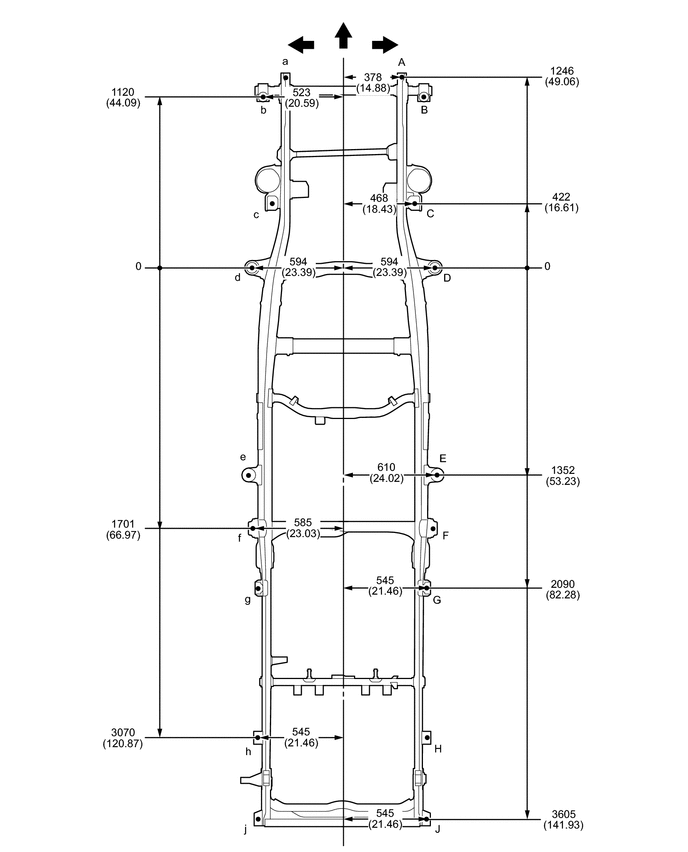 a
A
378
(14.88)
1246
(49.06)
1120
(44.09)
523
(20.59)
b
B
468
(18.43)
c
C
422
(16.61)
0
594
(23.39)
594
(23.39)
0
d
D
e
E
610
(24.02)
1352
(53.23)
1701
(66.97)
585
(23.03)
f
F
545
(21.46)
2090
(82.28)
g
G
3070
(120.87)
545
(21.46)
h
H
545
(21.46)
3605
(141.93)
j
J